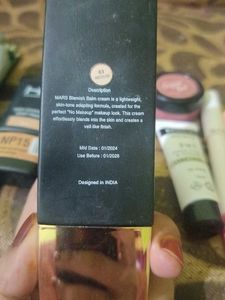 03
Description
MARS Blemish Balm cream is a lightweight,
skin-tone adapting formula, created for the
perfect "No Makeup" makeup look. This cream
effortlessly blends into the skin and creates a
veil like finish.
Mfd Date : 01/2024
Use Before : 01/2026
Designed in INDIA
NP15